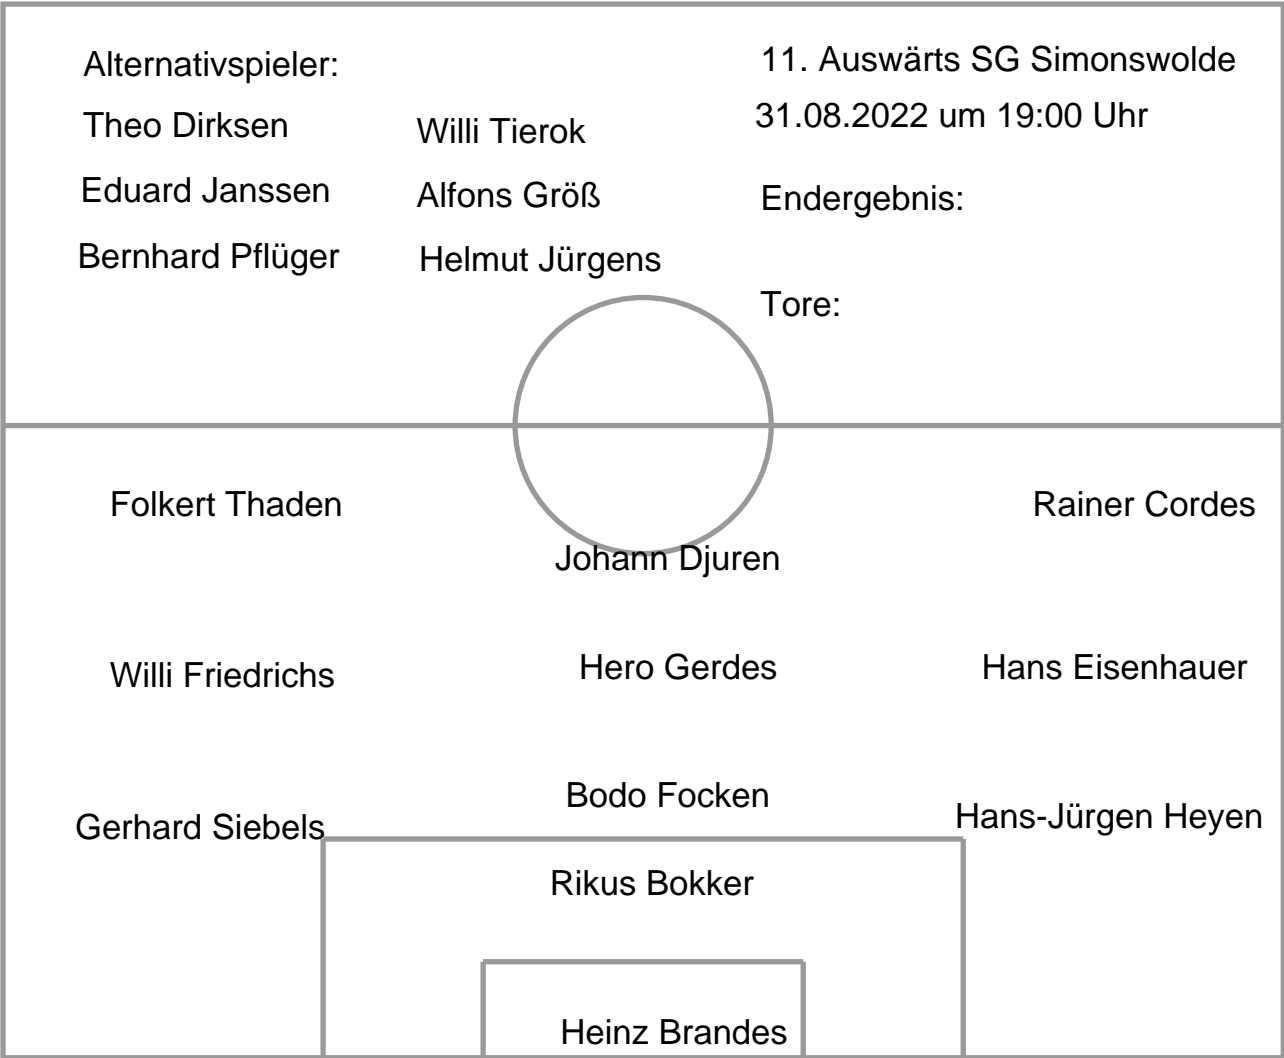 Alternativspieler:
Theo Dirksen
Eduard Janssen
Bernhard Pflüger
Willi Tierok
Alfons Größ
Helmut Jürgens
11. Auswärts SG Simonswolde
31.08.2022 um 19:00 Uhr
Endergebnis:
Tore:
Folkert Thaden
Johann Djuren
Rainer Cordes
Willi Friedrichs
Hero Gerdes
Hans Eisenhauer
Gerhard Siebels
Bodo Focken
Hans-Jürgen Heyen
Rikus Bokker
Heinz Brandes